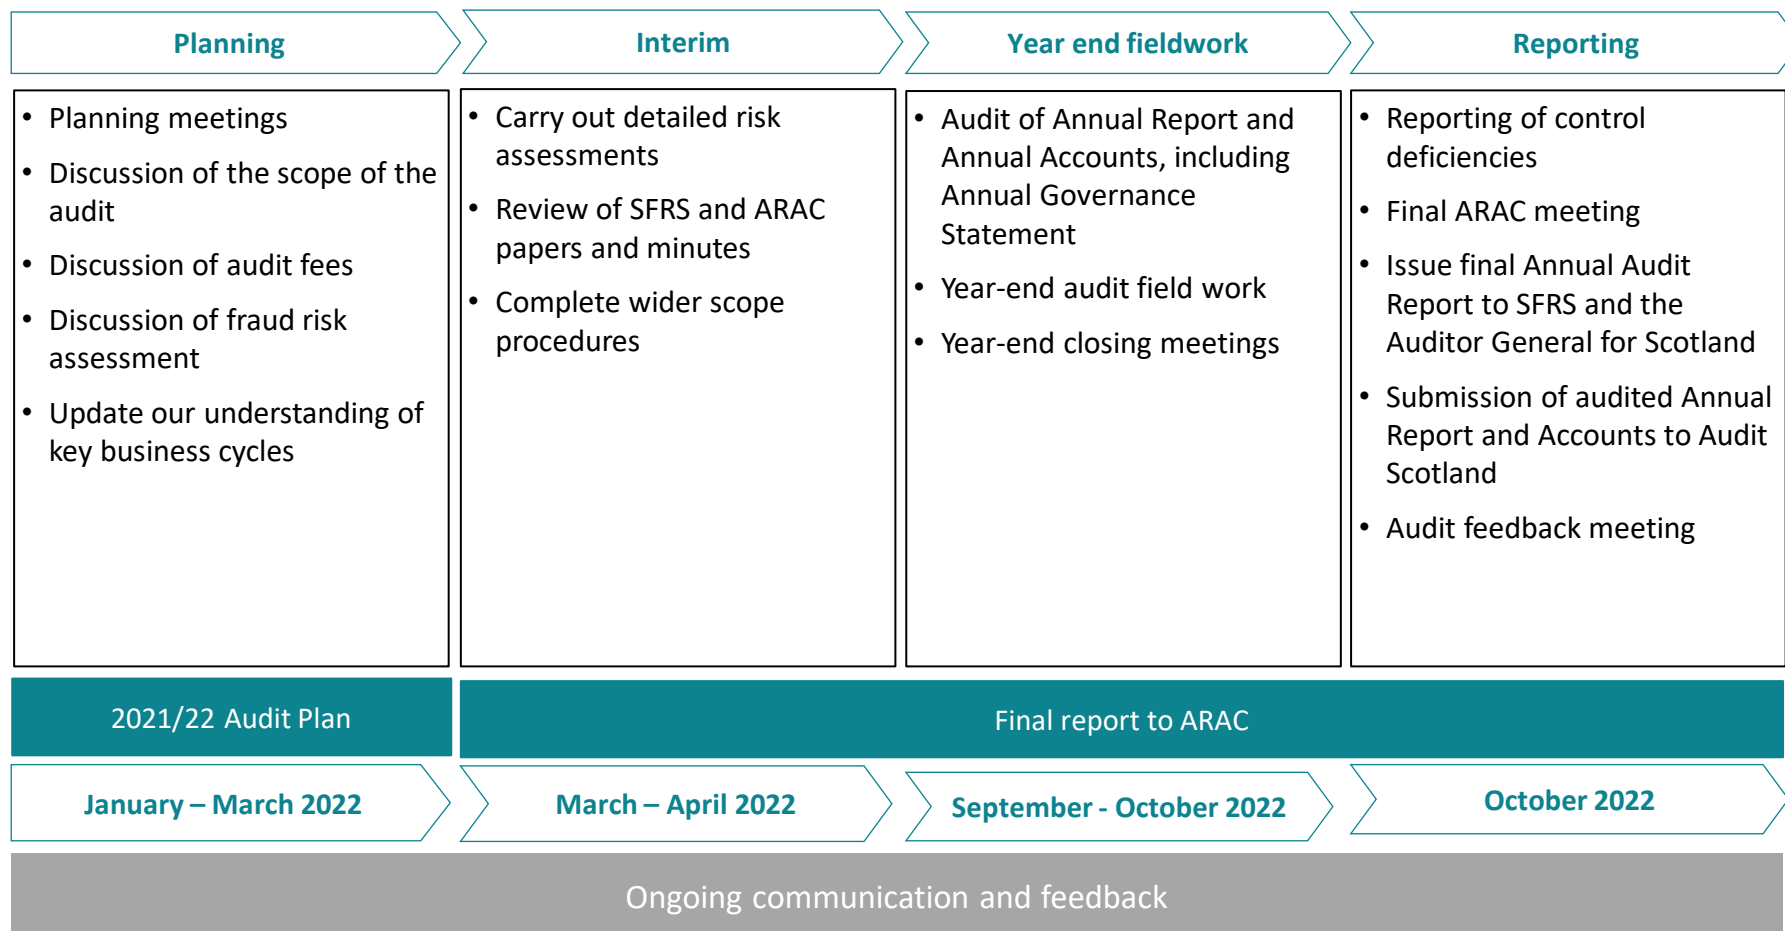 Planning
Interim
Year end fieldwork
Reporting
• Planning meetings
• Discussion of the scope of the
audit
• Discussion of audit fees
• Discussion of fraud risk
assessment
• Update our understanding of
key business cycles
• Carry out detailed risk
assessments
• Review of SFRS and ARAC
papers and minutes
• Complete wider scope
procedures
• Audit of Annual Report and
Annual Accounts, including
Annual Governance
Statement
• Year-end audit field work
• Year-end closing meetings
• Reporting of control
deficiencies
• Final ARAC meeting
• Issue final Annual Audit
Report to SFRS and the
Auditor General for Scotland
• Submission of audited Annual
Report and Accounts to Audit
Scotland
• Audit feedback meeting
2021/22 Audit Plan
Final report to ARAC
January – March 2022
March – April 2022
September - October 2022
October 2022
Ongoing communication and feedback